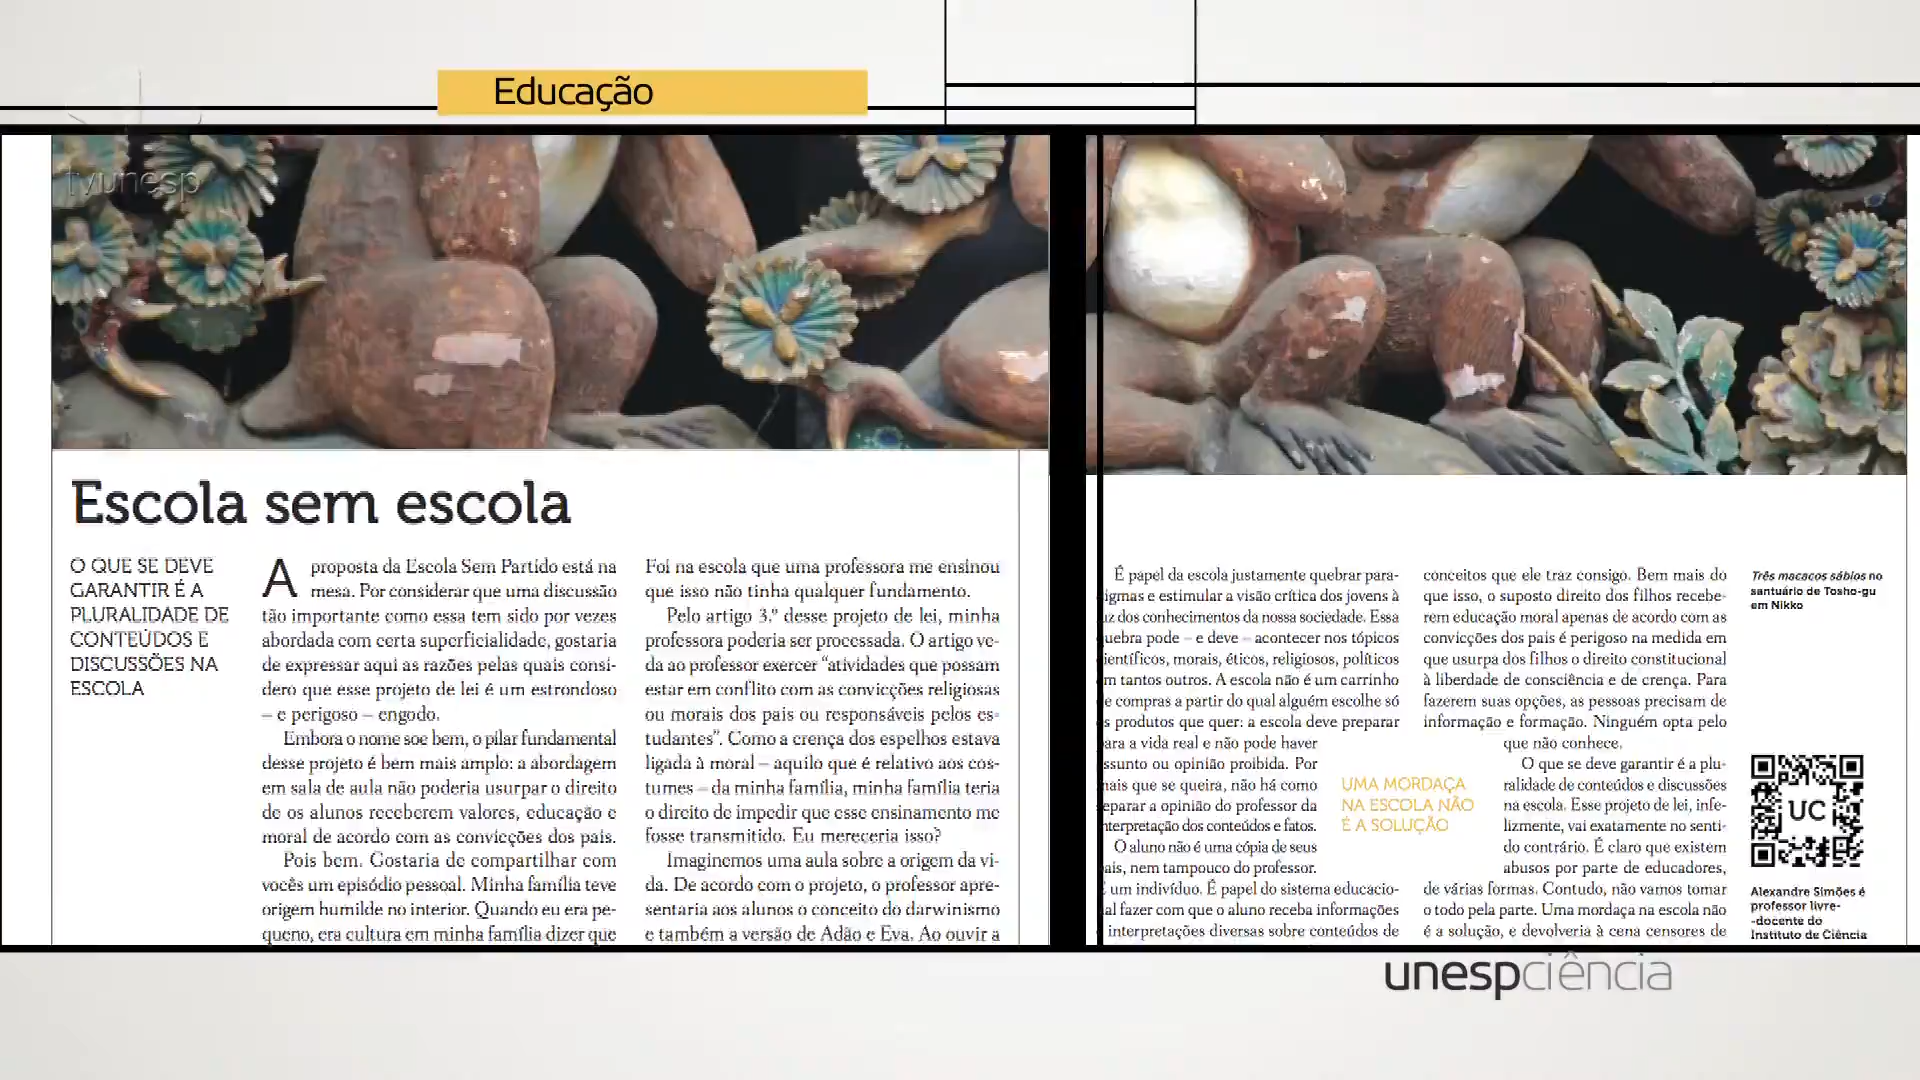 Educação
tvunesp
Escola sem escola
O QUE SE DEVE
GARANTIR É A
PLURALIDADE DE
CONTEÚDOS E
DISCUSSÕES NA
ESCOLA
A proposta da Escola Sem Partido está na
mesa. Por considerar que uma discussão
tão importante como essa tem sido por vezes
abordada com certa superficialidade, gostaria
de expressar aqui as razões pelas quais consi-
dero que esse projeto de lei é um estrondoso
– e perigoso – engodo.
Embora o nome soe bem, o pilar fundamental
desse projeto é bem mais amplo: a abordagem
em sala de aula não poderia usurpar o direito
de os alunos receberem valores, educação e
moral de acordo com as convicções dos pais.
Pois bem. Gostaria de compartilhar com
vocês um episódio pessoal. Minha família teve
origem humilde no interior. Quando eu era pe-
queno, era cultura em minha família dizer que
Foi na escola que uma professora me ensinou
que isso não tinha qualquer fundamento.
Pelo artigo 3.º desse projeto de lei, minha
professora poderia ser processada. O artigo ve-
da ao professor exercer “atividades que possam
estar em conflito com as convicções religiosas
ou morais dos pais ou responsáveis pelos es-
tudantes”. Como a crença dos espelhos estava
ligada à moral – aquilo que é relativo aos cos-
tumes – da minha família, minha família teria
o direito de impedir que esse ensinamento me
fosse transmitido. Eu mereceria isso?
Imaginemos uma aula sobre a origem da vi-
da. De acordo com o projeto, o professor apre-
sentaria aos alunos o conceito do darwinismo
e também a versão de Adão e Eva. Ao ouvir a
É papel da escola justamente quebrar para-
igmas e estimular a visão crítica dos jovens à
uz dos conhecimentos da nossa sociedade. Essa
uebra pode – e deve – acontecer nos tópicos
ientíficos, morais, éticos, religiosos, políticos
m tantos outros. A escola não é um carrinho
e compras a partir do qual alguém escolhe só
s produtos que quer: a escola deve preparar
ara a vida real e não pode haver
ssunto ou opinião proibida. Por
mais que se queira, não há como
eparar a opinião do professor da
nterpretação dos conteúdos e fatos.
O aluno não é uma cópia de seus
ais, nem tampouco do professor.
É um indivíduo. É papel do sistema educacio-
al fazer com que o aluno receba informações
interpretações diversas sobre conteúdos de
UMA MORDAÇA
NA ESCOLA NÃO
É A SOLUÇÃO
conceitos que ele traz consigo. Bem mais do
que isso, o suposto direito dos filhos recebe-
rem educação moral apenas de acordo com as
convicções dos pais é perigoso na medida em
que usurpa dos filhos o direito constitucional
à liberdade de consciência e de crença. Para
fazerem suas opções, as pessoas precisam de
informação e formação. Ninguém opta pelo
que não conhece.
O que se deve garantir é a plu-
ralidade de conteúdos e discussões
na escola. Esse projeto de lei, infe-
lizmente, vai exatamente no senti-
do contrário. É claro que existem
abusos por parte de educadores,
de várias formas. Contudo, não vamos tomar
o todo pela parte. Uma mordaça na escola não
é a solução, e devolveria à cena censores de
Três macacos sábios no
santuário de Tosho-gu
em Nikko
UC
Alexandre Simões é
professor livre-
-docente do
Instituto de Ciência
unespciência